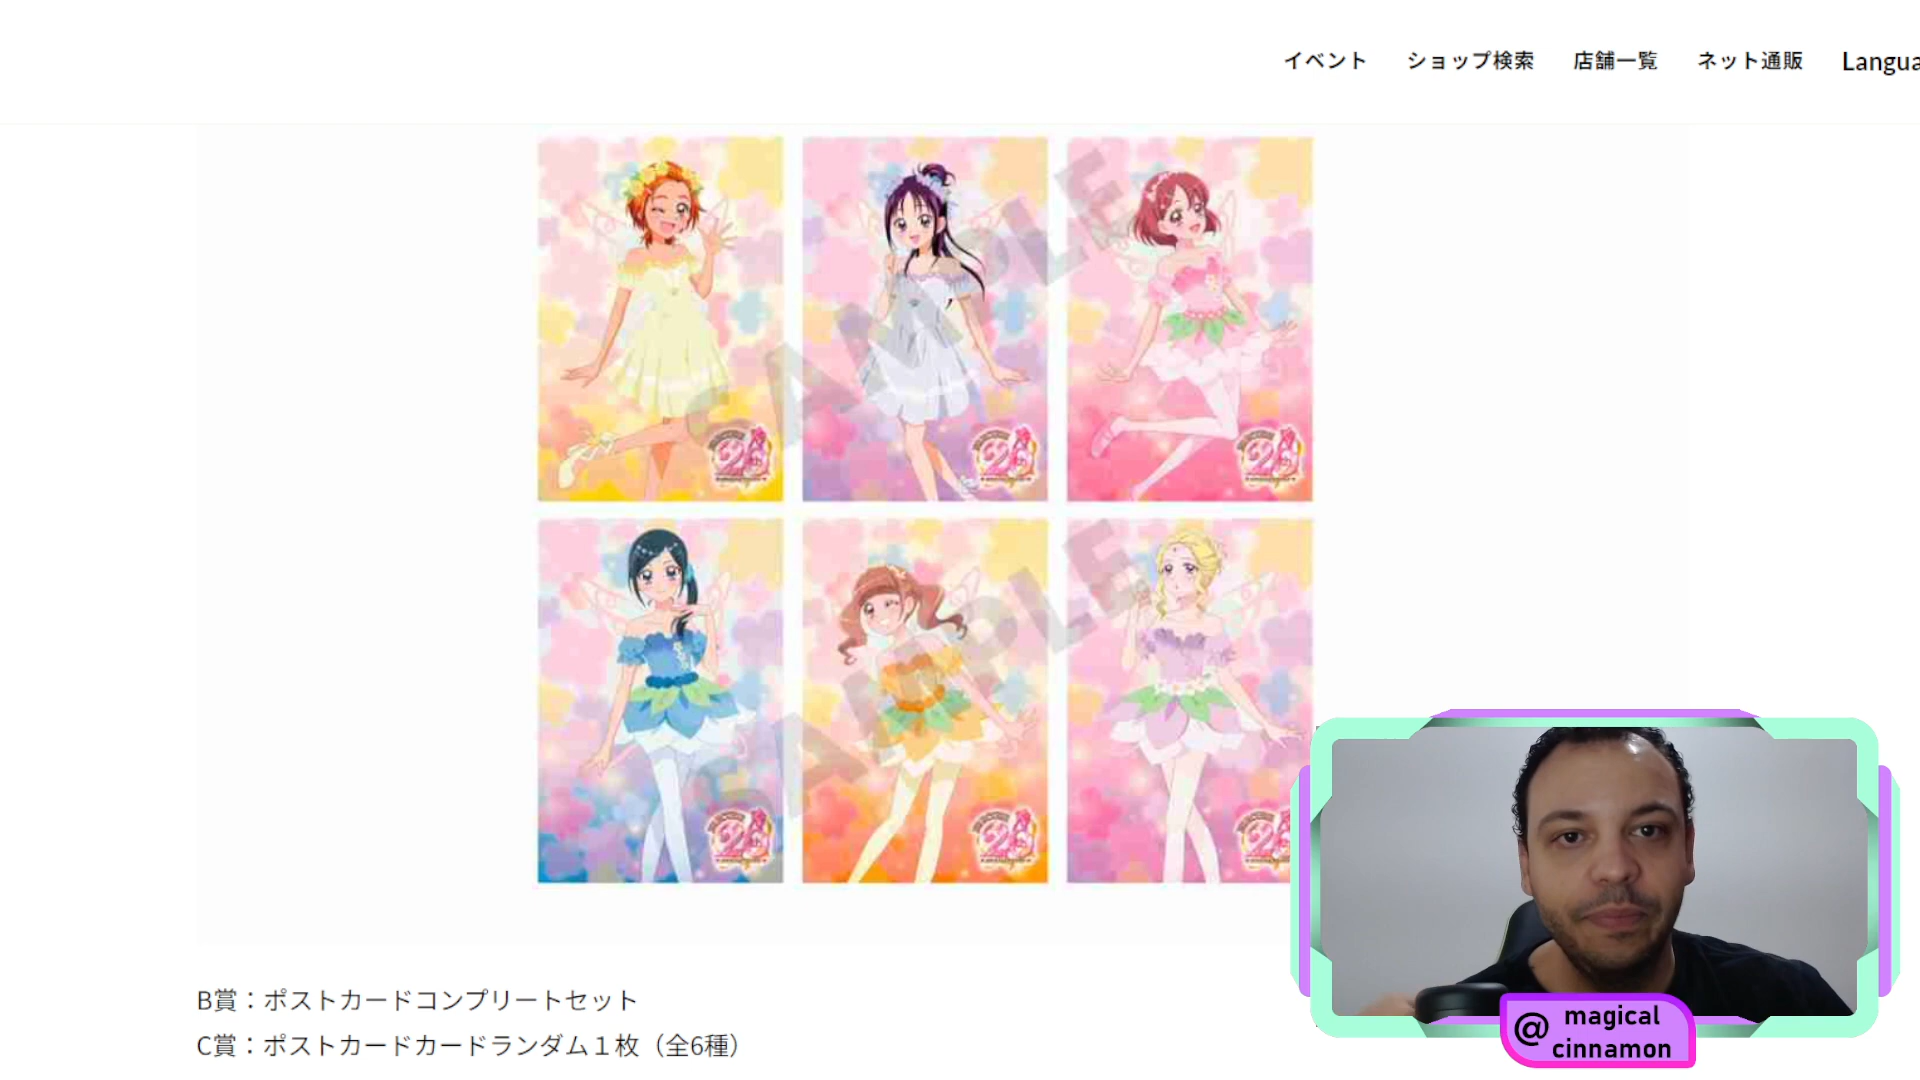 イベント ショップ検索 店舗一覧 ネット通販 Langua
SAMPLE
SAMPLE
B賞：ポストカードコンプリートセット
C賞：ポストカードカードランダム１枚（全6種）
@ magical
cinnamon